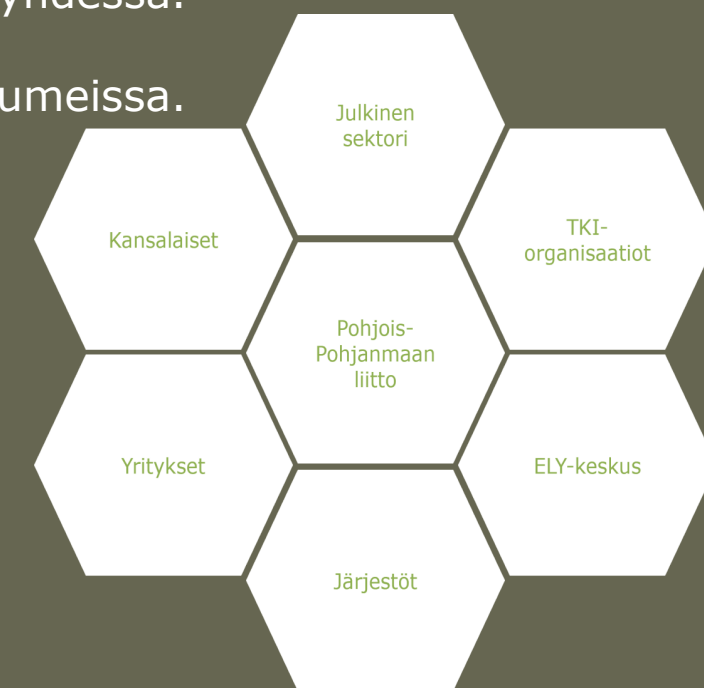 umeissa.
Julkinen
sektori
Kansalaiset
TKI-
organisaatiot
Pohjois-
Pohjanmaan
liitto
Yritykset
ELY-keskus
Järjestöt